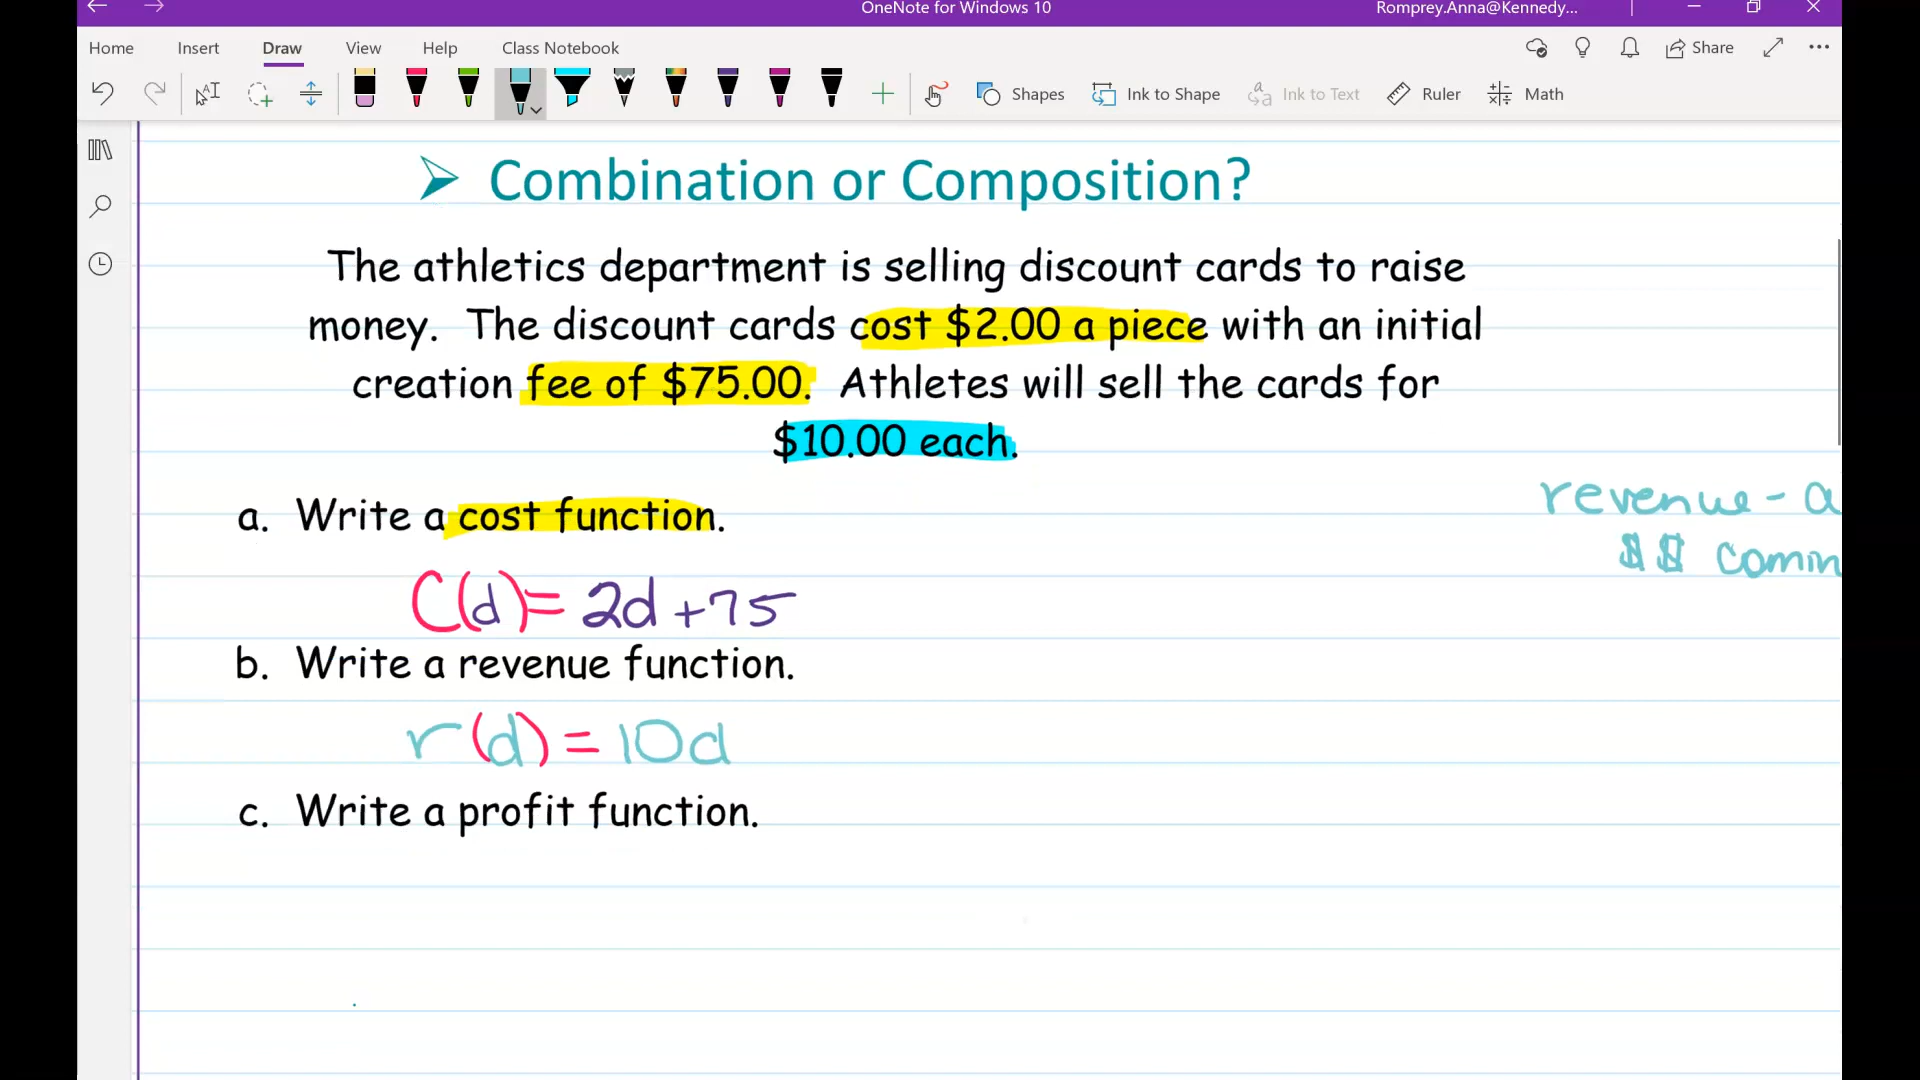 OneNote for Windows 10
Romprey.Anna@Kennedy...
Home Insert Draw View Help Class Notebook
Share
Shapes Ink to Shape Ink to Text Ruler Math
➢ Combination or Composition?
The athletics department is selling discount cards to raise
money. The discount cards cost $2.00 a piece with an initial
creation fee of $75.00. Athletes will sell the cards for
$10.00 each.
revenue - a
$$ comin
a. Write a cost function.
C(d) = 2d + 75
b. Write a revenue function.
r(d) = 10d
c. Write a profit function.